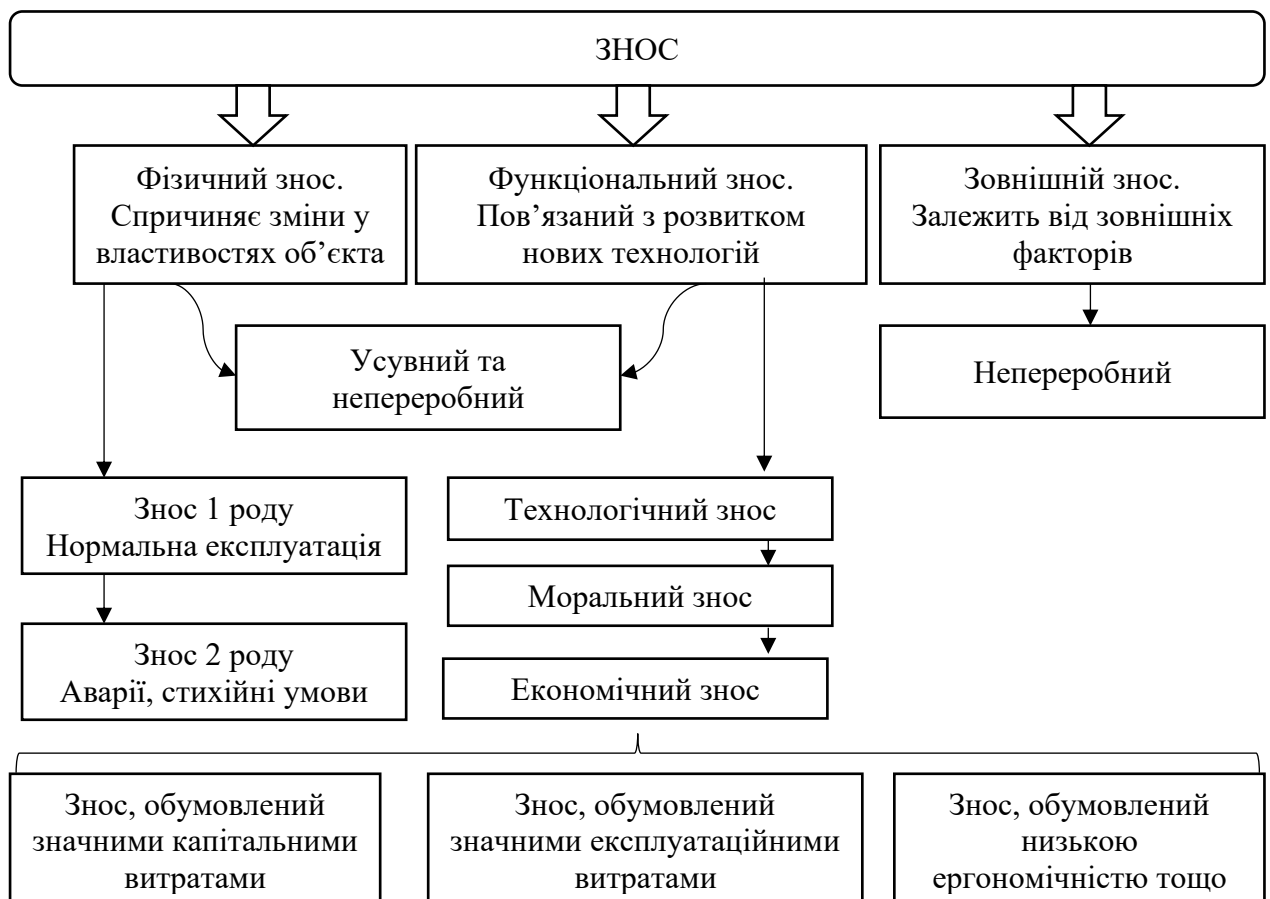 ЗНОС
Фізичний знос.
Спричиняє зміни у
властивостях об’єкта
Функціональний знос.
Пов’язаний з розвитком
нових технологій
Зовнішній знос.
Залежить від зовнішніх
факторів
Усувний та
непереробний
Непереробний
Знос 1 роду
Нормальна експлуатація
Знос 2 роду
Аварії, стихійні умови
Технологічний знос
Моральний знос
Економічний знос
Знос, обумовлений
значними капітальними
витратами
Знос, обумовлений
значними експлуатаційними
витратами
Знос, обумовлений
низькою
ергономічністю тощо